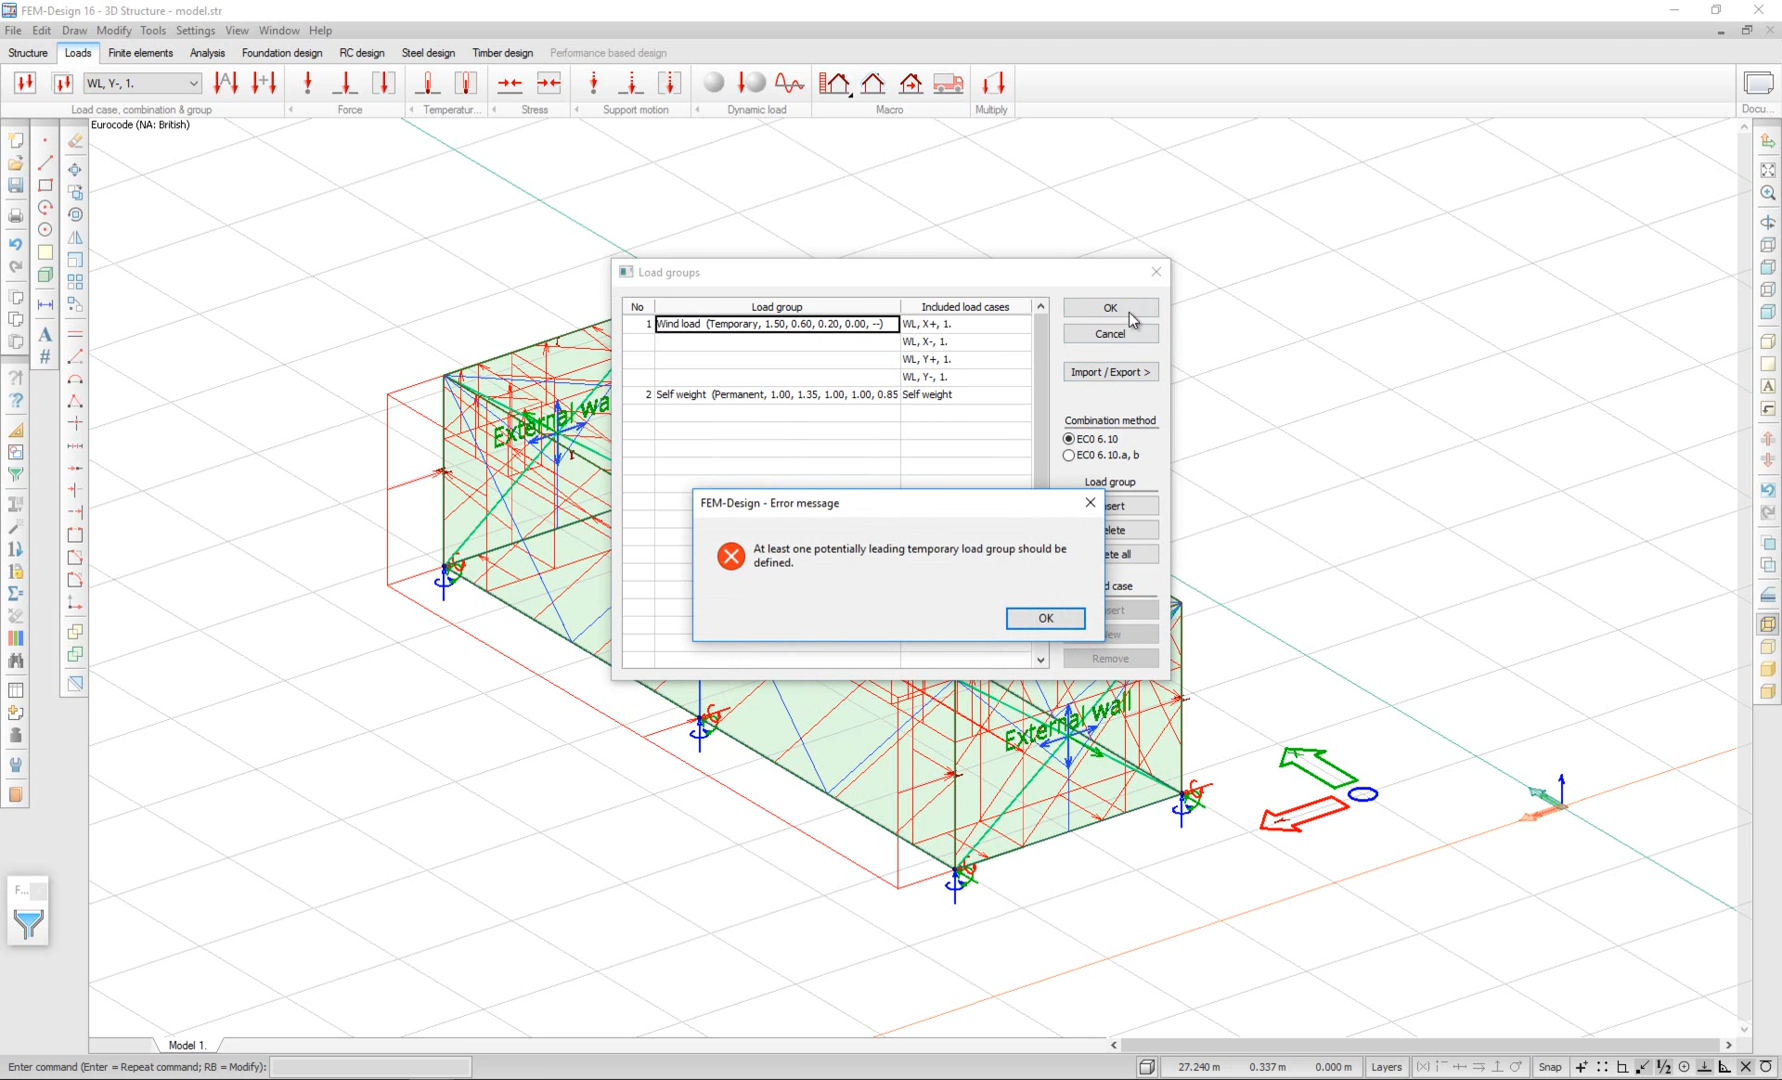 FEM-Design 16 - 3D Structure - model.str
File Edit Draw Modify Tools Settings View Window Help
Structure Loads Finite elements Analysis Foundation design RC design Steel design Timber design Performance based design
WL, Y-, 1.
Load case, combination & group Force Temperatur... Stress Support motion Dynamic load Macro Multiply Docu...
Eurocode (NA: British)
Load groups
No Load group Included load cases
1 Wind load (Temporary, 1.50, 0.60, 0.20, 0.00, --) WL, X+, 1.
WL, X-, 1.
WL, Y+, 1.
WL, Y-, 1.
2 Self weight (Permanent, 1.00, 1.35, 1.00, 1.00, 0.85 Self weight
OK
Cancel
Import / Export >
Combination method
EC0 6.10
EC0 6.10.a, b
Load group
sert
elete
ete all
d case
sert
ew
Remove
FEM-Design - Error message
At least one potentially leading temporary load group should be
defined.
OK
External wa
External wall
F...
A
#
Model 1.
Enter command (Enter = Repeat command; RB = Modify):
27.240 m 0.337 m 0.000 m Layers Snap